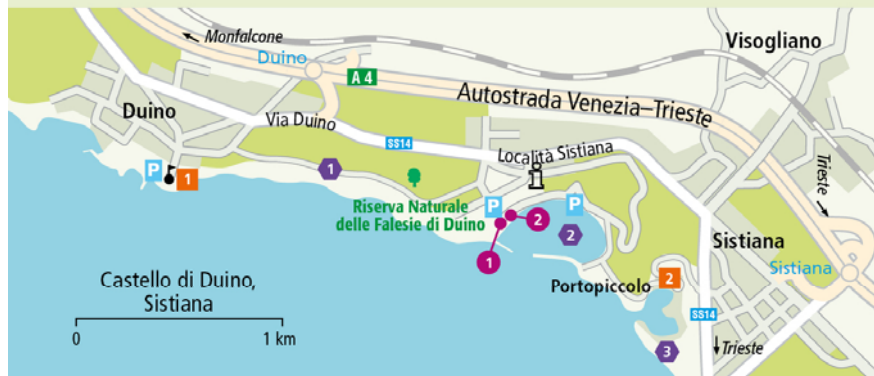 Monfalcone
Visogliano
Duino
A 4
Autostrada Venezia–Trieste
Duino
Via Duino
SS14
Località Sistiana
Trieste
P
1
1
Riserva Naturale
delle Falesie di Duino
P
P
2
2
1
Sistiana
Sistiana
Castello di Duino,
Sistiana
Portopiccolo
2
SS14
0
1 km
3
Trieste